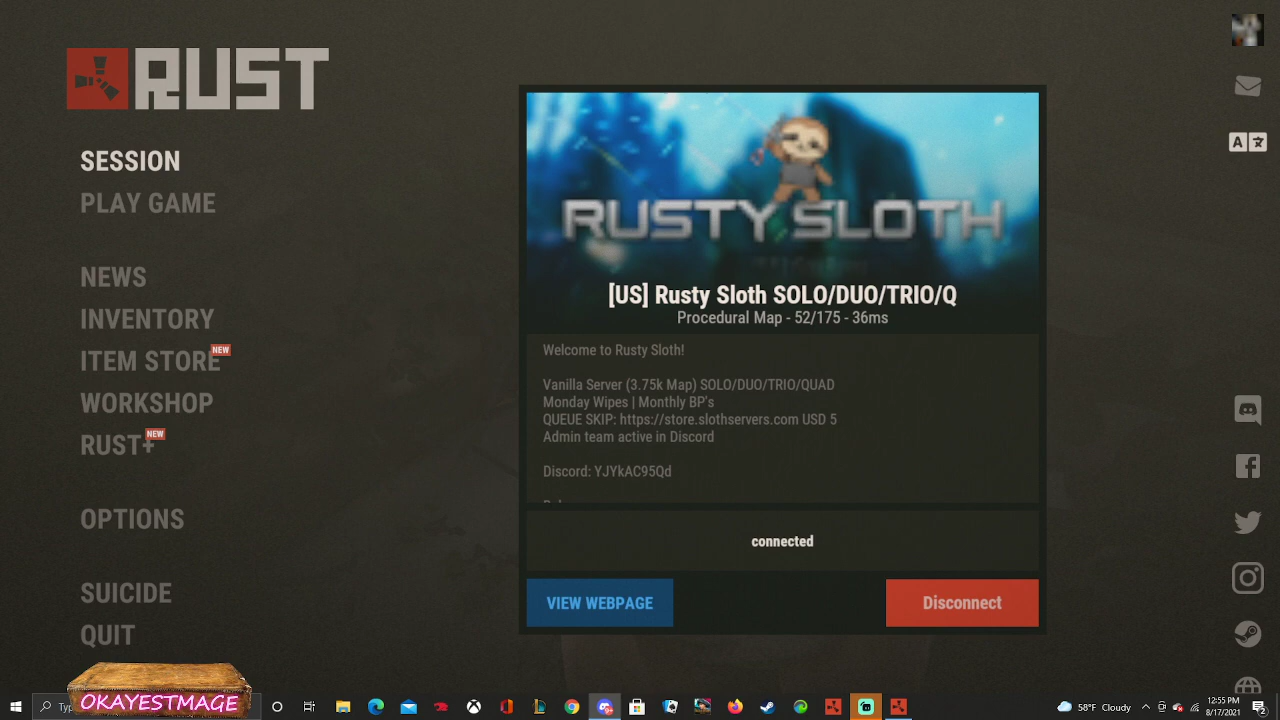 RUST
SESSION
PLAY GAME
NEWS
INVENTORY
ITEM STORE NEW
WORKSHOP
RUST+ NEW
OPTIONS
SUICIDE
QUIT
RUSTY SLOTH
[US] Rusty Sloth SOLO/DUO/TRIO/Q
Procedural Map - 52/175 - 36ms
Welcome to Rusty Sloth!
Vanilla Server (3.75k Map) SOLO/DUO/TRIO/QUAD
Monday Wipes | Monthly BP's
QUEUE SKIP: https://store.slothservers.com USD 5
Admin team active in Discord
Discord: YJYkAC95Qd
connected
VIEW WEBPAGE
Disconnect
A
OKAYESTMAGE
58°F Cloudy
12:55 PM
8/17/2021